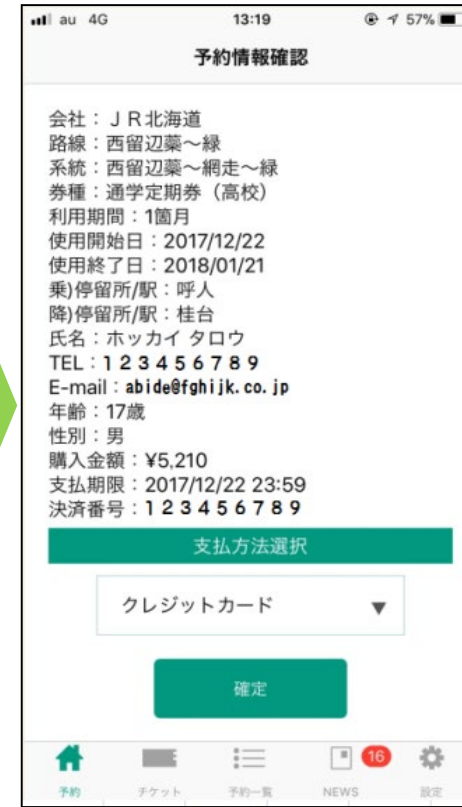 au 4G 13:19 57%
予約情報確認
会社：ＪＲ北海道
路線：西留辺蘂～緑
系統：西留辺蘂～網走～緑
券種：通学定期券（高校）
利用期間：1箇月
使用開始日：2017/12/22
使用終了日：2018/01/21
乗)停留所/駅：呼人
降)停留所/駅：桂台
氏名：ホッカイ タロウ
TEL：１２３４５６７８９
E-mail：abide@fghijk.co.jp
年齢：17歳
性別：男
購入金額：¥5,210
支払期限：2017/12/22 23:59
決済番号：１２３４５６７８９
支払方法選択
クレジットカード ▼
確定
16
予約 チケット 予約一覧 NEWS 設定